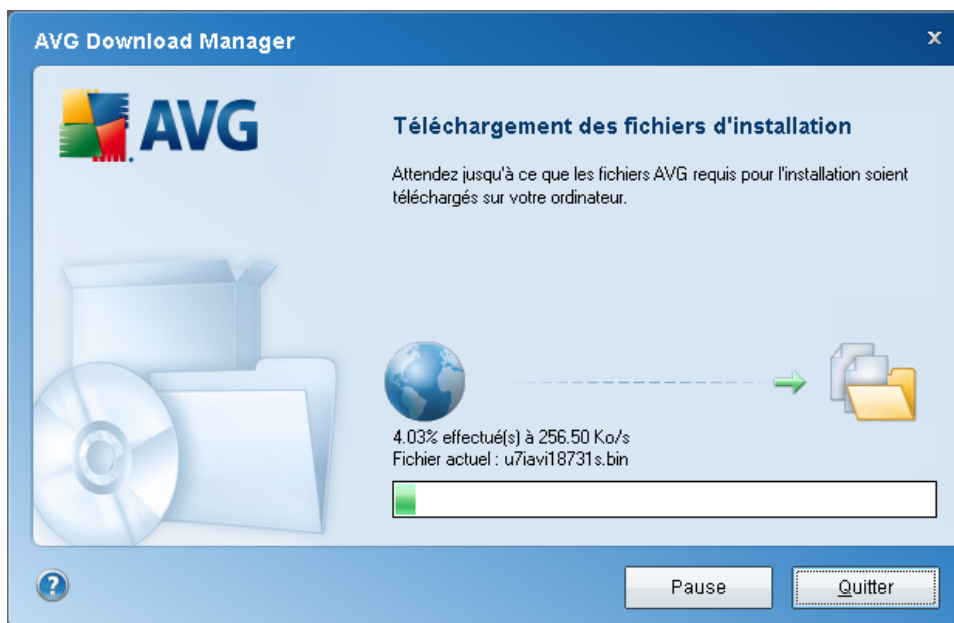 AVG Download Manager
x
AVG
Téléchargement des fichiers d'installation
Attendez jusqu'à ce que les fichiers AVG requis pour l'installation soient
téléchargés sur votre ordinateur.
4.03% effectué(s) à 256.50 Ko/s
Fichier actuel : u7iavi18731s.bin
?
Pause
Quitter